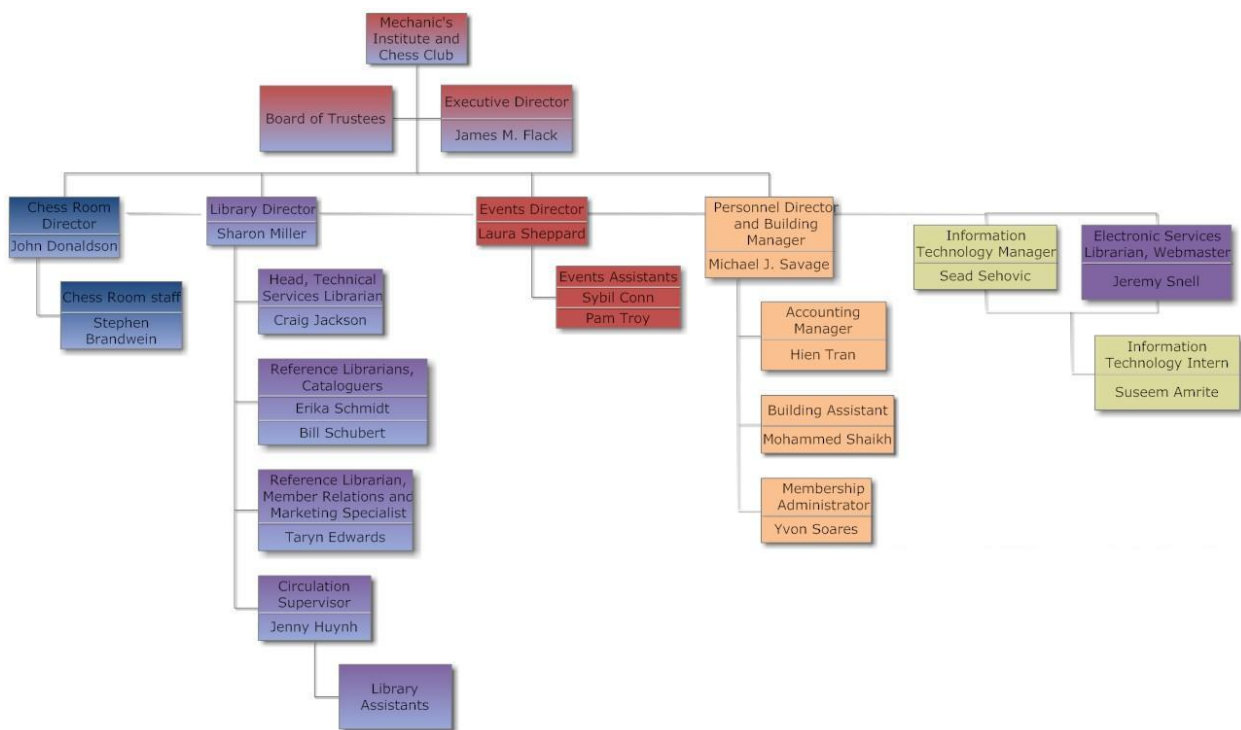 Mechanic's
Institute and
Chess Club
Board of Trustees
Executive Director
James M. Flack
Chess Room
Director
John Donaldson
Library Director
Sharon Miller
Events Director
Laura Sheppard
Personnel Director
and Building
Manager
Michael J. Savage
Information
Technology Manager
Sead Sehovic
Electronic Services
Librarian, Webmaster
Jeremy Snell
Chess Room staff
Stephen
Brandwein
Head, Technical
Services Librarian
Craig Jackson
Events Assistants
Sybil Conn
Pam Troy
Accounting
Manager
Hien Tran
Information
Technology Intern
Suseem Amrite
Reference Librarians,
Cataloguers
Erika Schmidt
Bill Schubert
Building Assistant
Mohammed Shaikh
Reference Librarian,
Member Relations and
Marketing Specialist
Taryn Edwards
Membership
Administrator
Yvon Soares
Circulation
Supervisor
Jenny Huynh
Library
Assistants